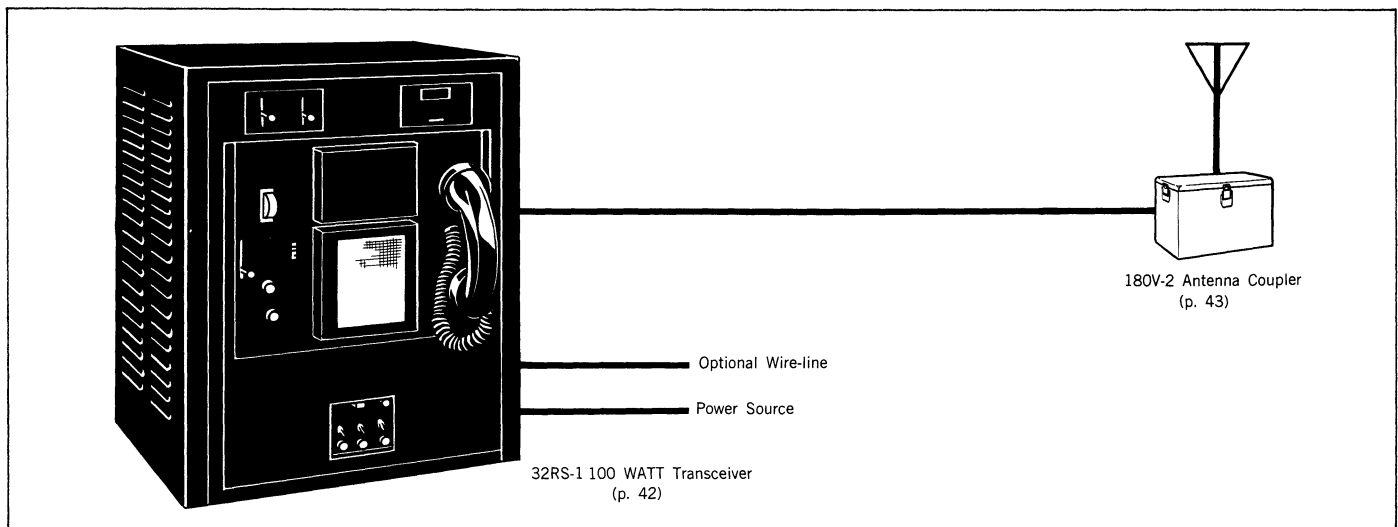 180V-2 Antenna Coupler
(p. 43)
Optional Wire-line
Power Source
32RS-1 100 WATT Transceiver
(p. 42)